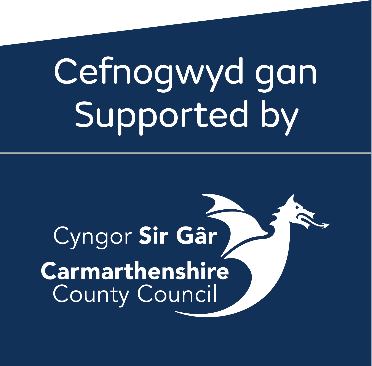 Cefnogwyd gan
Supported by
Cyngor Sir Gâr
Carmarthenshire
County Council